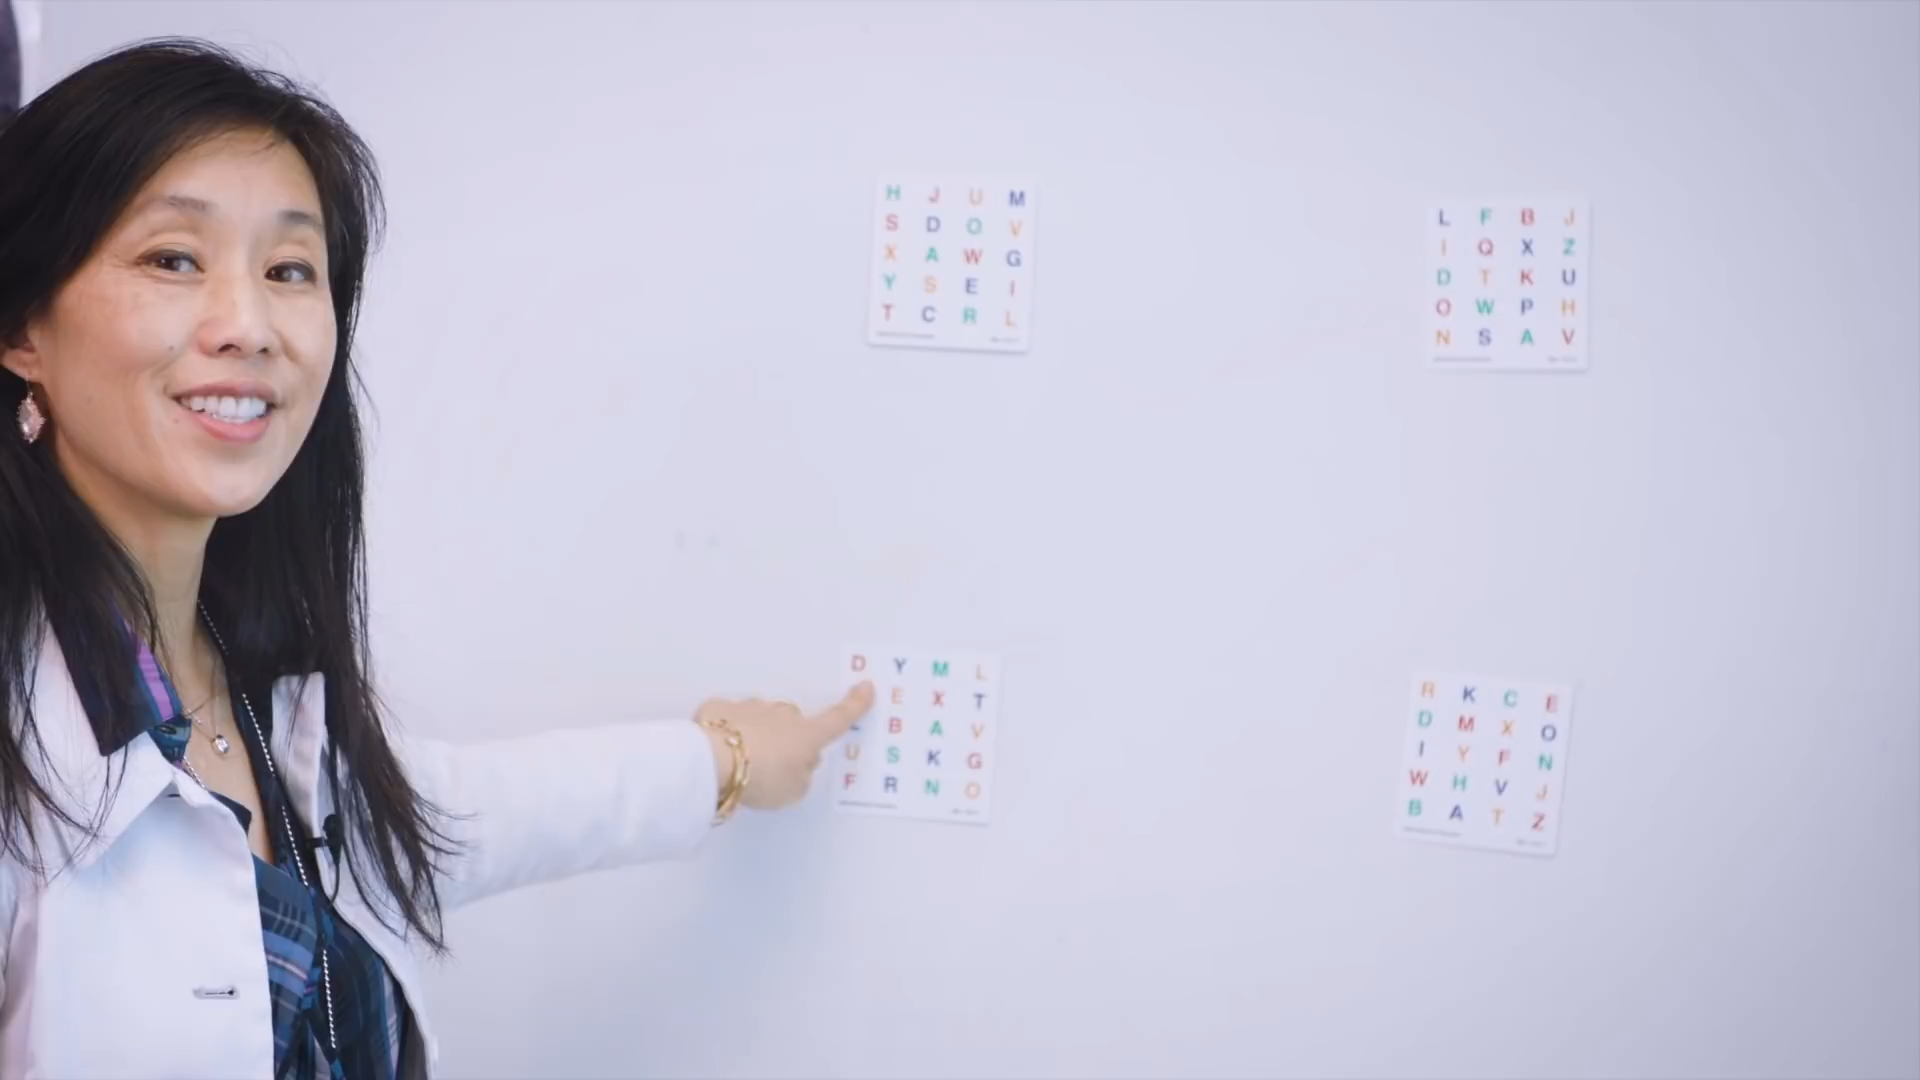 H J U M
S D O V
X A W G
Y S E I
T C R L
L F B J
I Q X Z
D T K U
O W P H
N S A V
D Y M L
E X T
B A V
U S K G
F R N O
R K C E
D M X O
I Y F N
W H V J
B A T Z